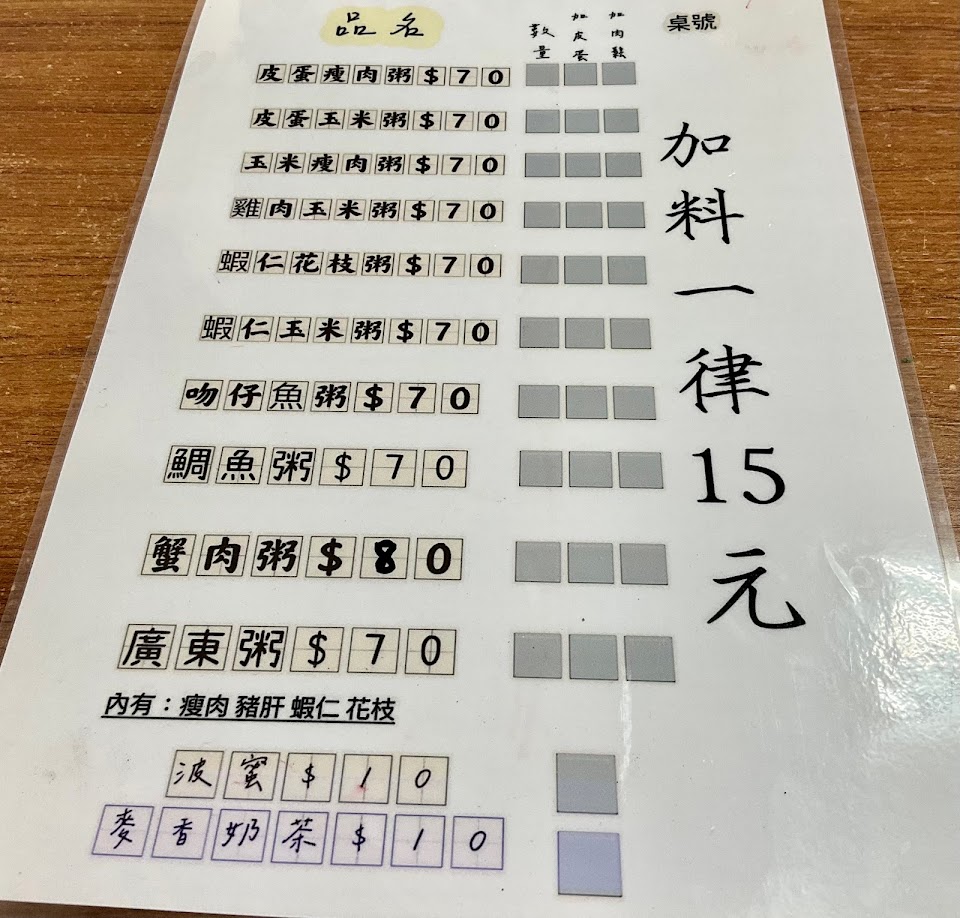 品名
數量
加皮蛋
加肉鬆
桌號
皮蛋瘦肉粥$70
皮蛋玉米粥$70
玉米瘦肉粥$70
雞肉玉米粥$70
蝦仁花枝粥$70
蝦仁玉米粥$70
吻仔魚粥$70
鯛魚粥$70
蟹肉粥$80
廣東粥$70
內有：瘦肉 豬肝 蝦仁 花枝
波蜜$10
麥香奶茶$10
加料一律15元